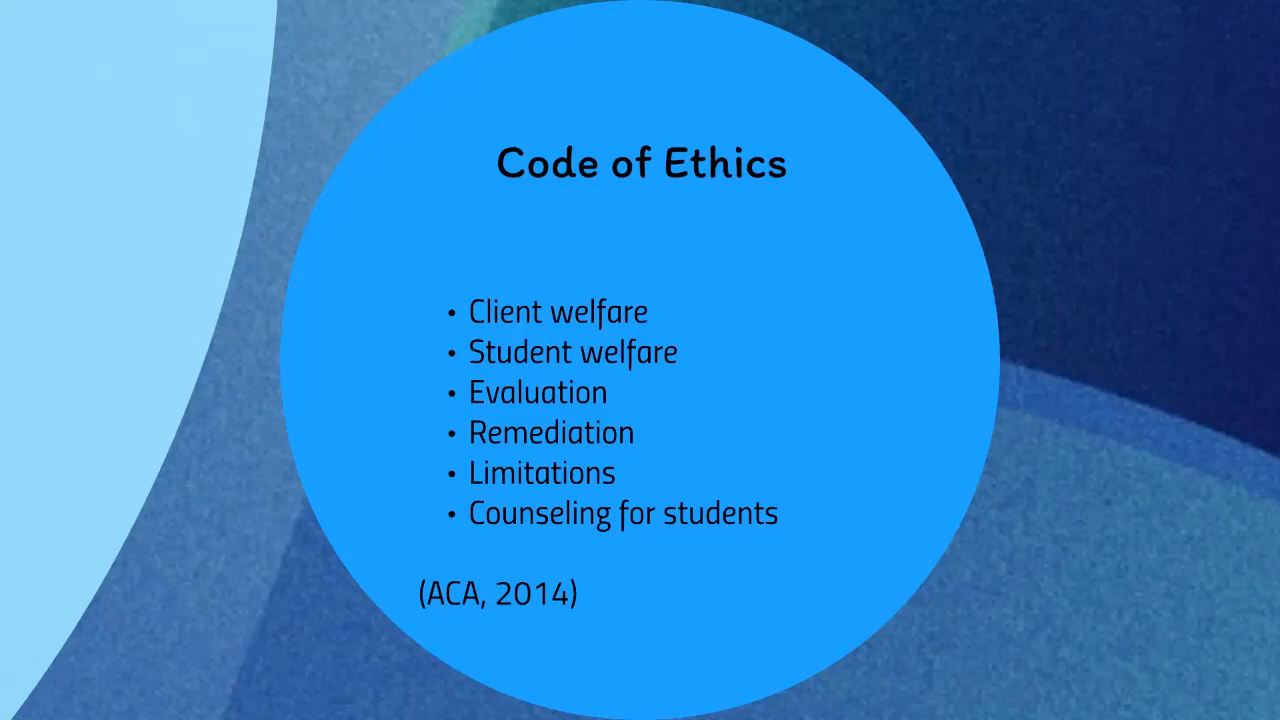 Code of Ethics
• Client welfare
• Student welfare
• Evaluation
• Remediation
• Limitations
• Counseling for students
(ACA, 2014)